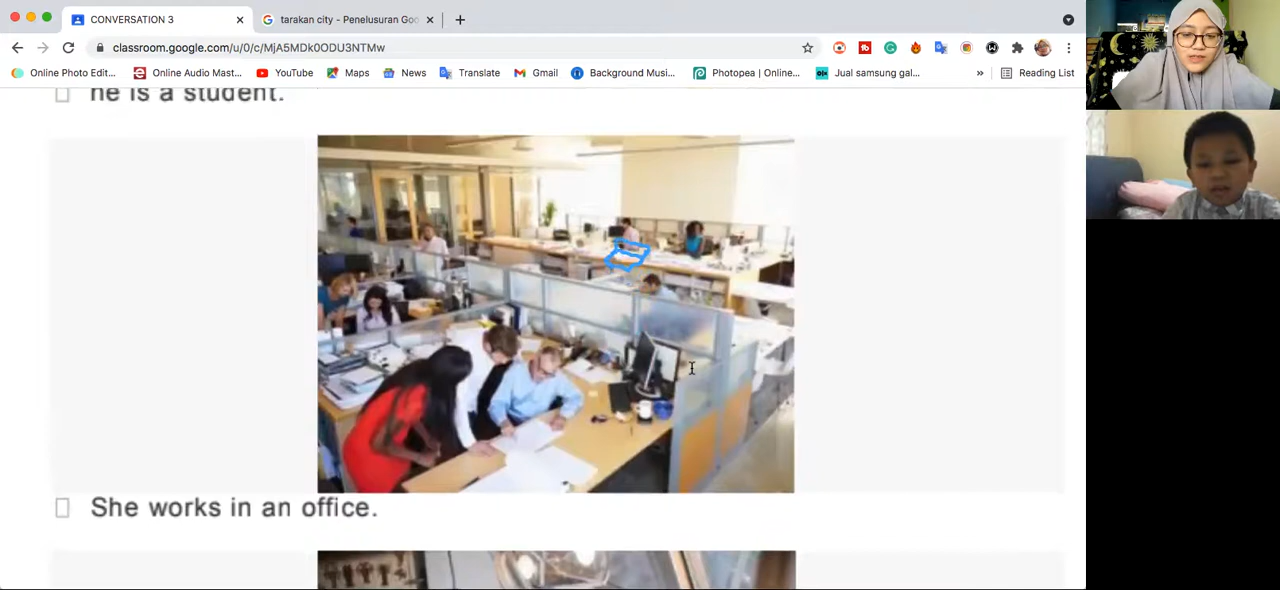 CONVERSATION 3
tarakan city - Penelusuran Goo
classroom.google.com/u/0/c/MjA5MDk0ODU3NTMw
Online Photo Edit...
Online Audio Mast...
YouTube
Maps
News
Translate
Gmail
Background Musi...
Photopea | Online...
Jual samsung gal...
»
Reading List
he is a student.
She works in an office.